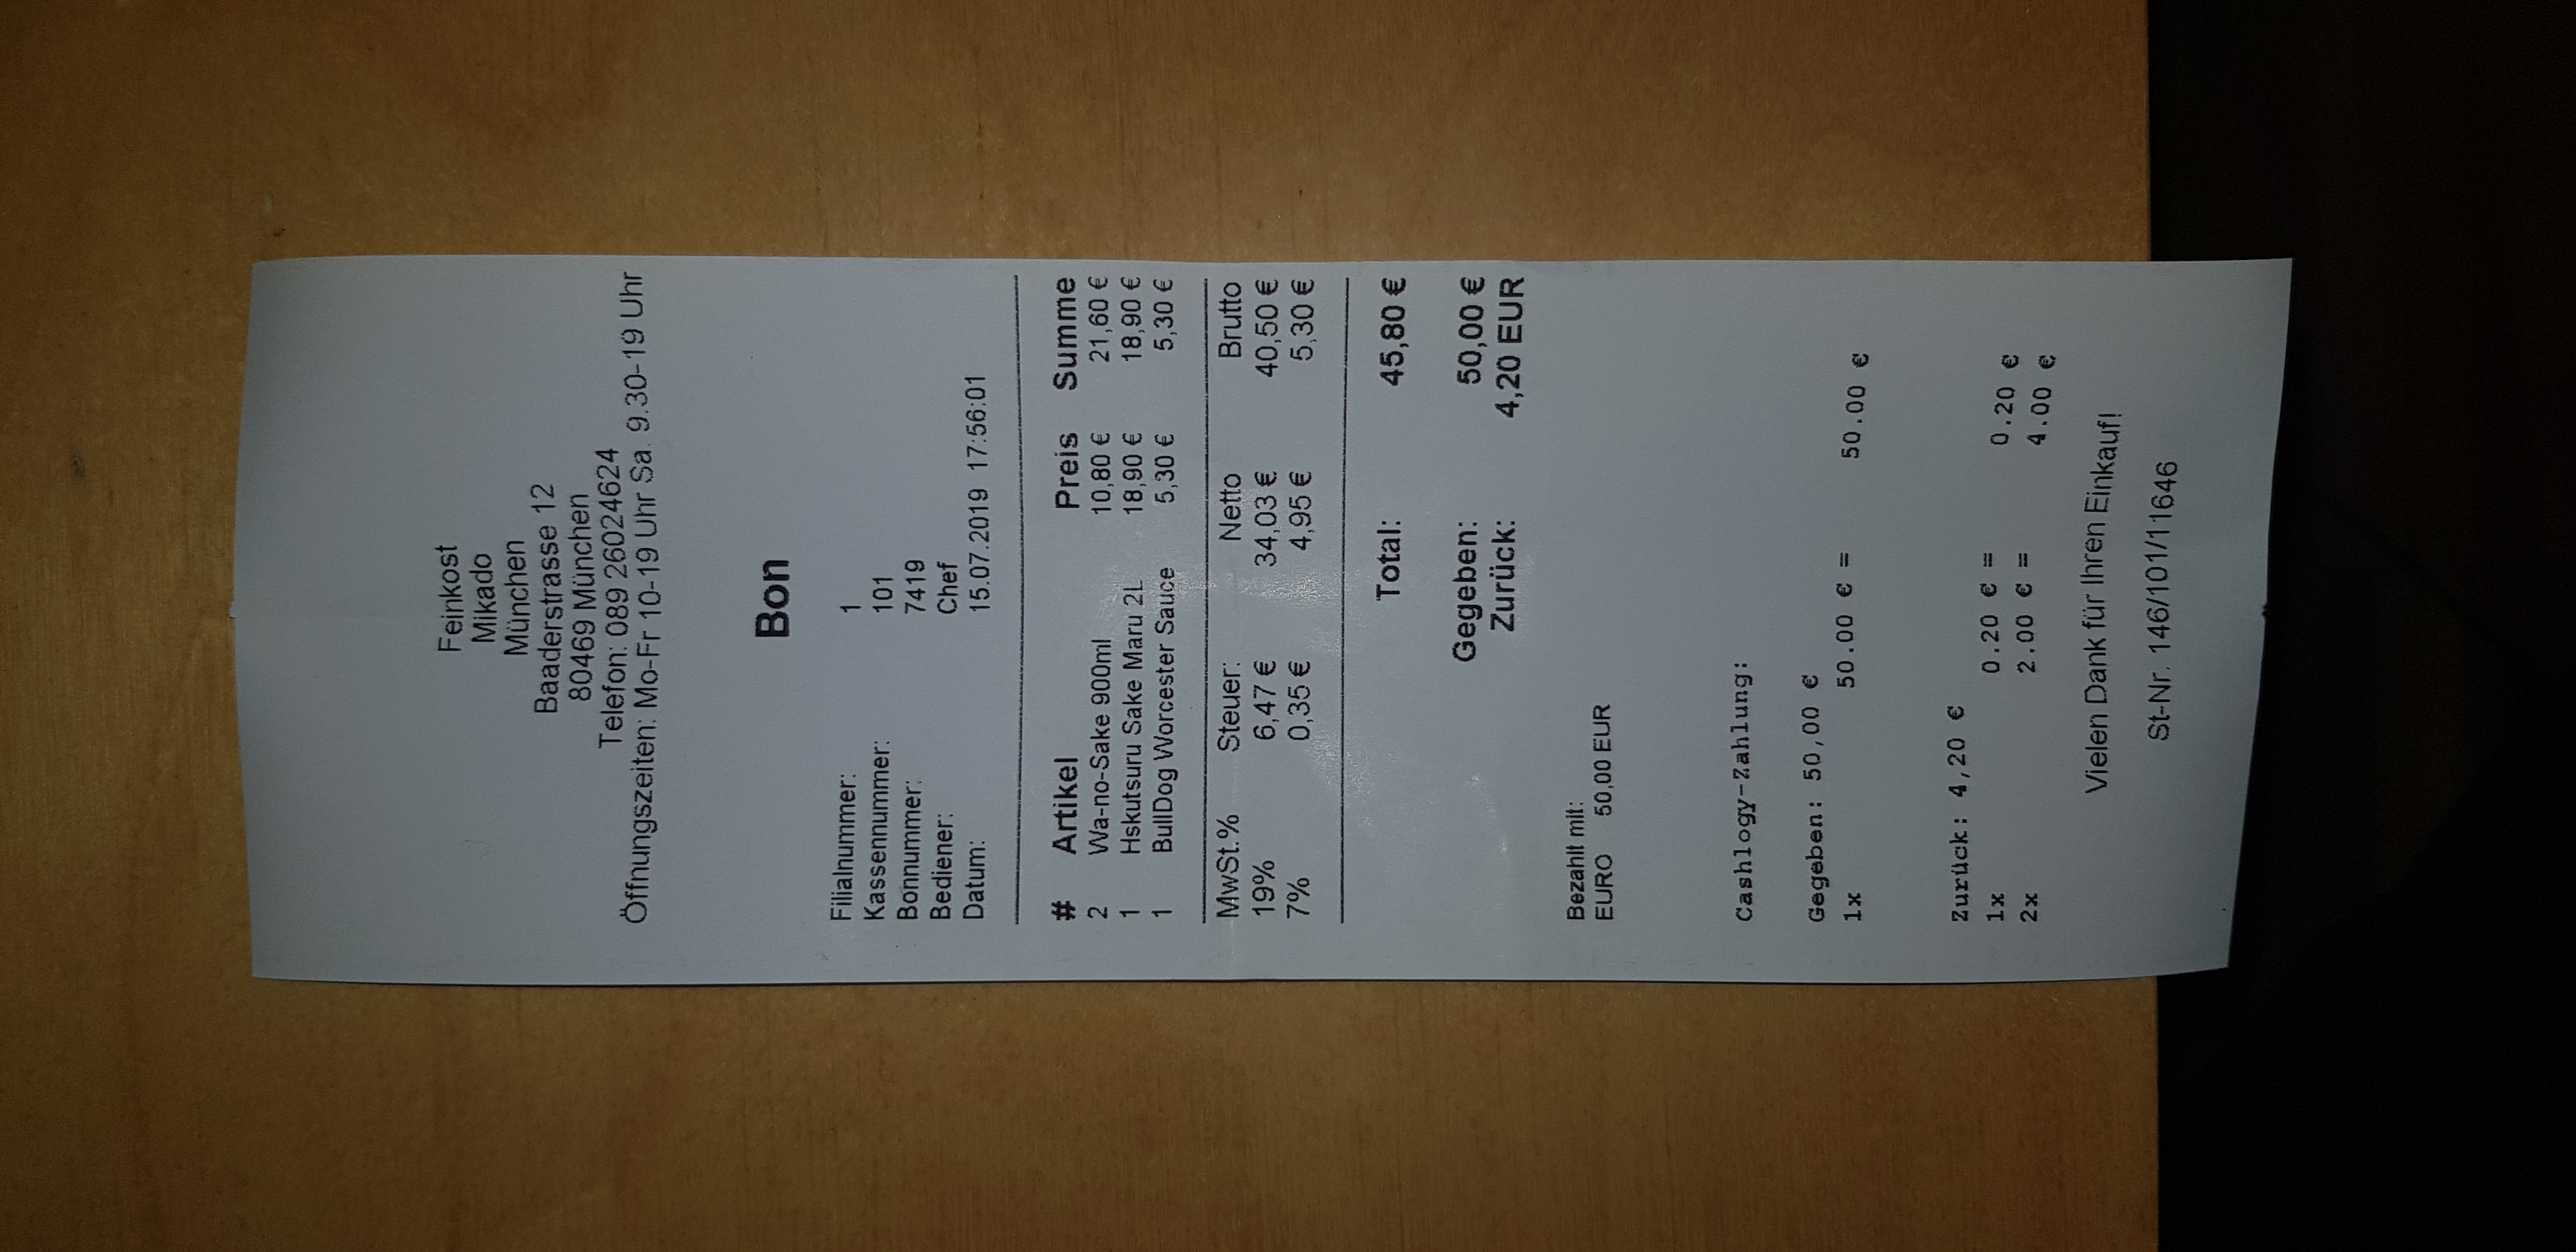 Feinkost
Mikado
München
Baaderstrasse 12
80469 München
Telefon: 089 26024624
Öffnungszeiten: Mo-Fr 10-19 Uhr Sa. 9.30-19 Uhr
Bon
Filialnummer: 1
Kassennummer: 101
Bonnummer: 7419
Bediener: Chef
Datum: 15.07.2019 17:56:01
# Artikel Preis Summe
2 Wa-no-Sake 900ml 10,80 € 21,60 €
1 Hskutsuru Sake Maru 2L 18,90 € 18,90 €
1 BullDog Worcester Sauce 5,30 € 5,30 €
MwSt.% Steuer: Netto Brutto
19% 6,47 € 34,03 € 40,50 €
7% 0,35 € 4,95 € 5,30 €
Total: 45,80 €
Gegeben: 50,00 €
Zurück: 4,20 EUR
Bezahlt mit:
EURO 50,00 EUR
Cashlogy-Zahlung:
Gegeben: 50,00 €
1x 50.00 € = 50.00 €
Zurück: 4,20 €
1x 0.20 € = 0.20 €
2x 2.00 € = 4.00 €
Vielen Dank für Ihren Einkauf!
St-Nr. 146/101/11646